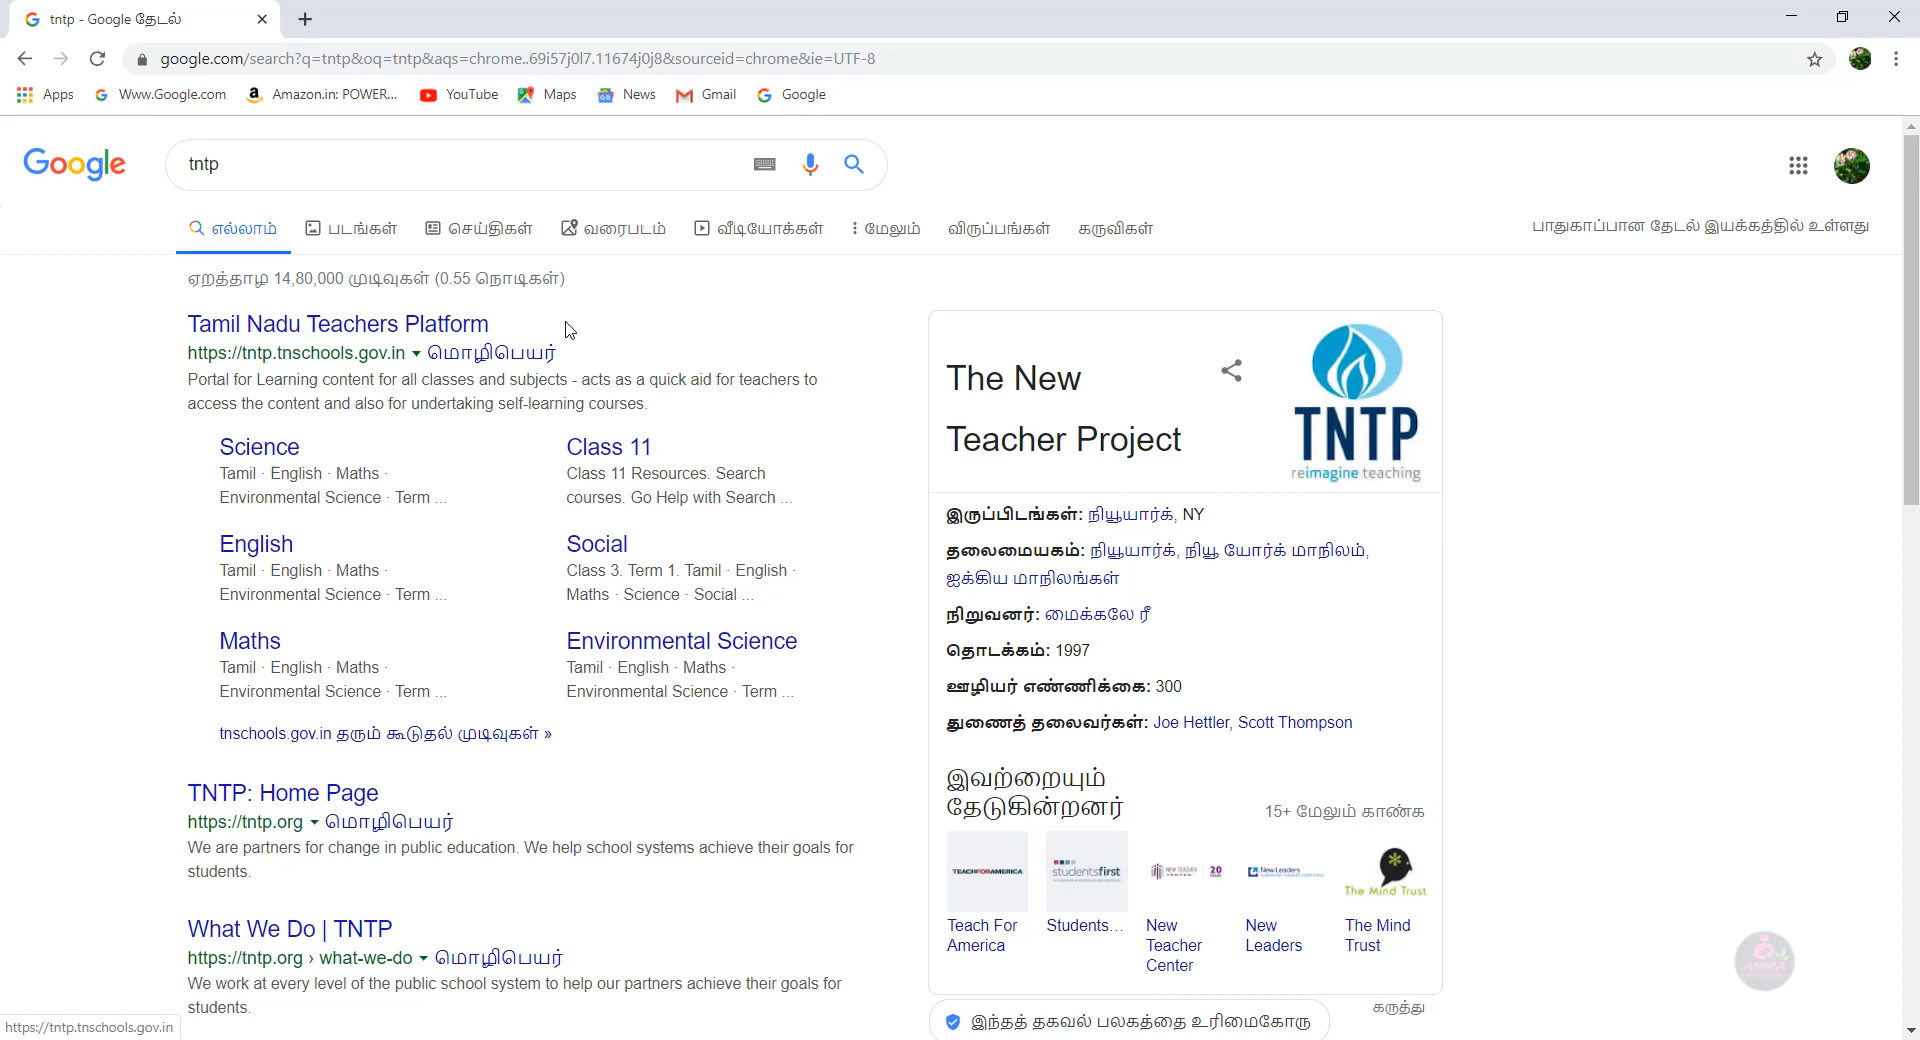 tntp - Google தேடல்
google.com/search?q=tntp&oq=tntp&aqs=chrome..69i57j0l7.11674j0j8&sourceid=chrome&ie=UTF-8
Apps Www.Google.com Amazon.in: POWER... YouTube Maps News Gmail Google
Google tntp
எல்லாம் படங்கள் செய்திகள் வரைபடம் வீடியோக்கள் மேலும் விருப்பங்கள் கருவிகள் பாதுகாப்பான தேடல் இயக்கத்தில் உள்ளது
ஏறத்தாழ 14,80,000 முடிவுகள் (0.55 நொடிகள்)
Tamil Nadu Teachers Platform
https://tntp.tnschools.gov.in மொழிபெயர்
Portal for Learning content for all classes and subjects - acts as a quick aid for teachers to
access the content and also for undertaking self-learning courses.
Science
Tamil · English · Maths ·
Environmental Science · Term ...
Class 11
Class 11 Resources. Search
courses. Go Help with Search ...
English
Tamil · English · Maths ·
Environmental Science · Term ...
Social
Class 3. Term 1. Tamil · English ·
Maths · Science · Social ...
Maths
Tamil · English · Maths ·
Environmental Science · Term ...
Environmental Science
Tamil · English · Maths ·
Environmental Science · Term ...
tnschools.gov.in தரும் கூடுதல் முடிவுகள் »
TNTP: Home Page
https://tntp.org மொழிபெயர்
We are partners for change in public education. We help school systems achieve their goals for
students.
What We Do | TNTP
https://tntp.org › what-we-do மொழிபெயர்
We work at every level of the public school system to help our partners achieve their goals for
students.
https://tntp.tnschools.gov.in
The New
Teacher Project
TNTP
reimagine teaching
இருப்பிடங்கள்: நியூயார்க், NY
தலைமையகம்: நியூயார்க், நியூ யோர்க் மாநிலம்,
ஐக்கிய மாநிலங்கள்
நிறுவனர்: மைக்கலே ரீ
தொடக்கம்: 1997
ஊழியர் எண்ணிக்கை: 300
துணைத் தலைவர்கள்: Joe Hettler, Scott Thompson
இவற்றையும்
தேடுகின்றனர்
15+ மேலும் காண்க
TEACHFORAMERICA studentsfirst NEW TEACHER CENTER 20 YEARS New Leaders The Mind Trust
Teach For
America
Students...
New
Teacher
Center
New
Leaders
The Mind
Trust
கருத்து
இந்தத் தகவல் பலகத்தை உரிமைகோரு
AMMA